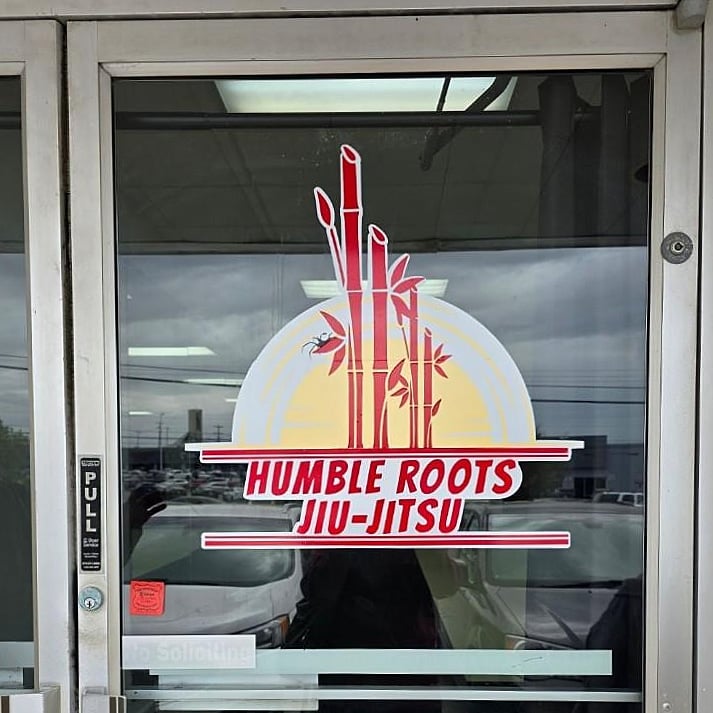 HUMBLE ROOTS
JIU-JITSU
PULL
No Soliciting